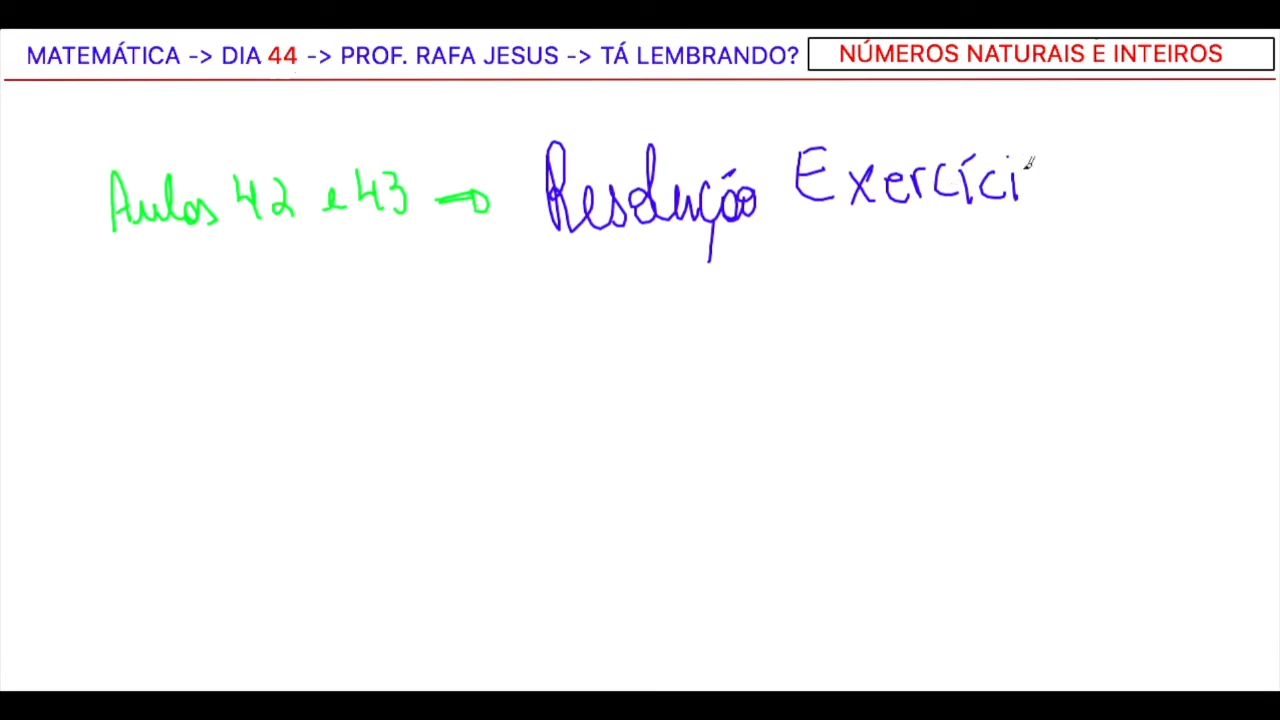 MATEMÁTICA -> DIA 44 -> PROF. RAFA JESUS -> TÁ LEMBRANDO? NÚMEROS NATURAIS E INTEIROS
Aulas 42 e 43 → Resolução Exercíci